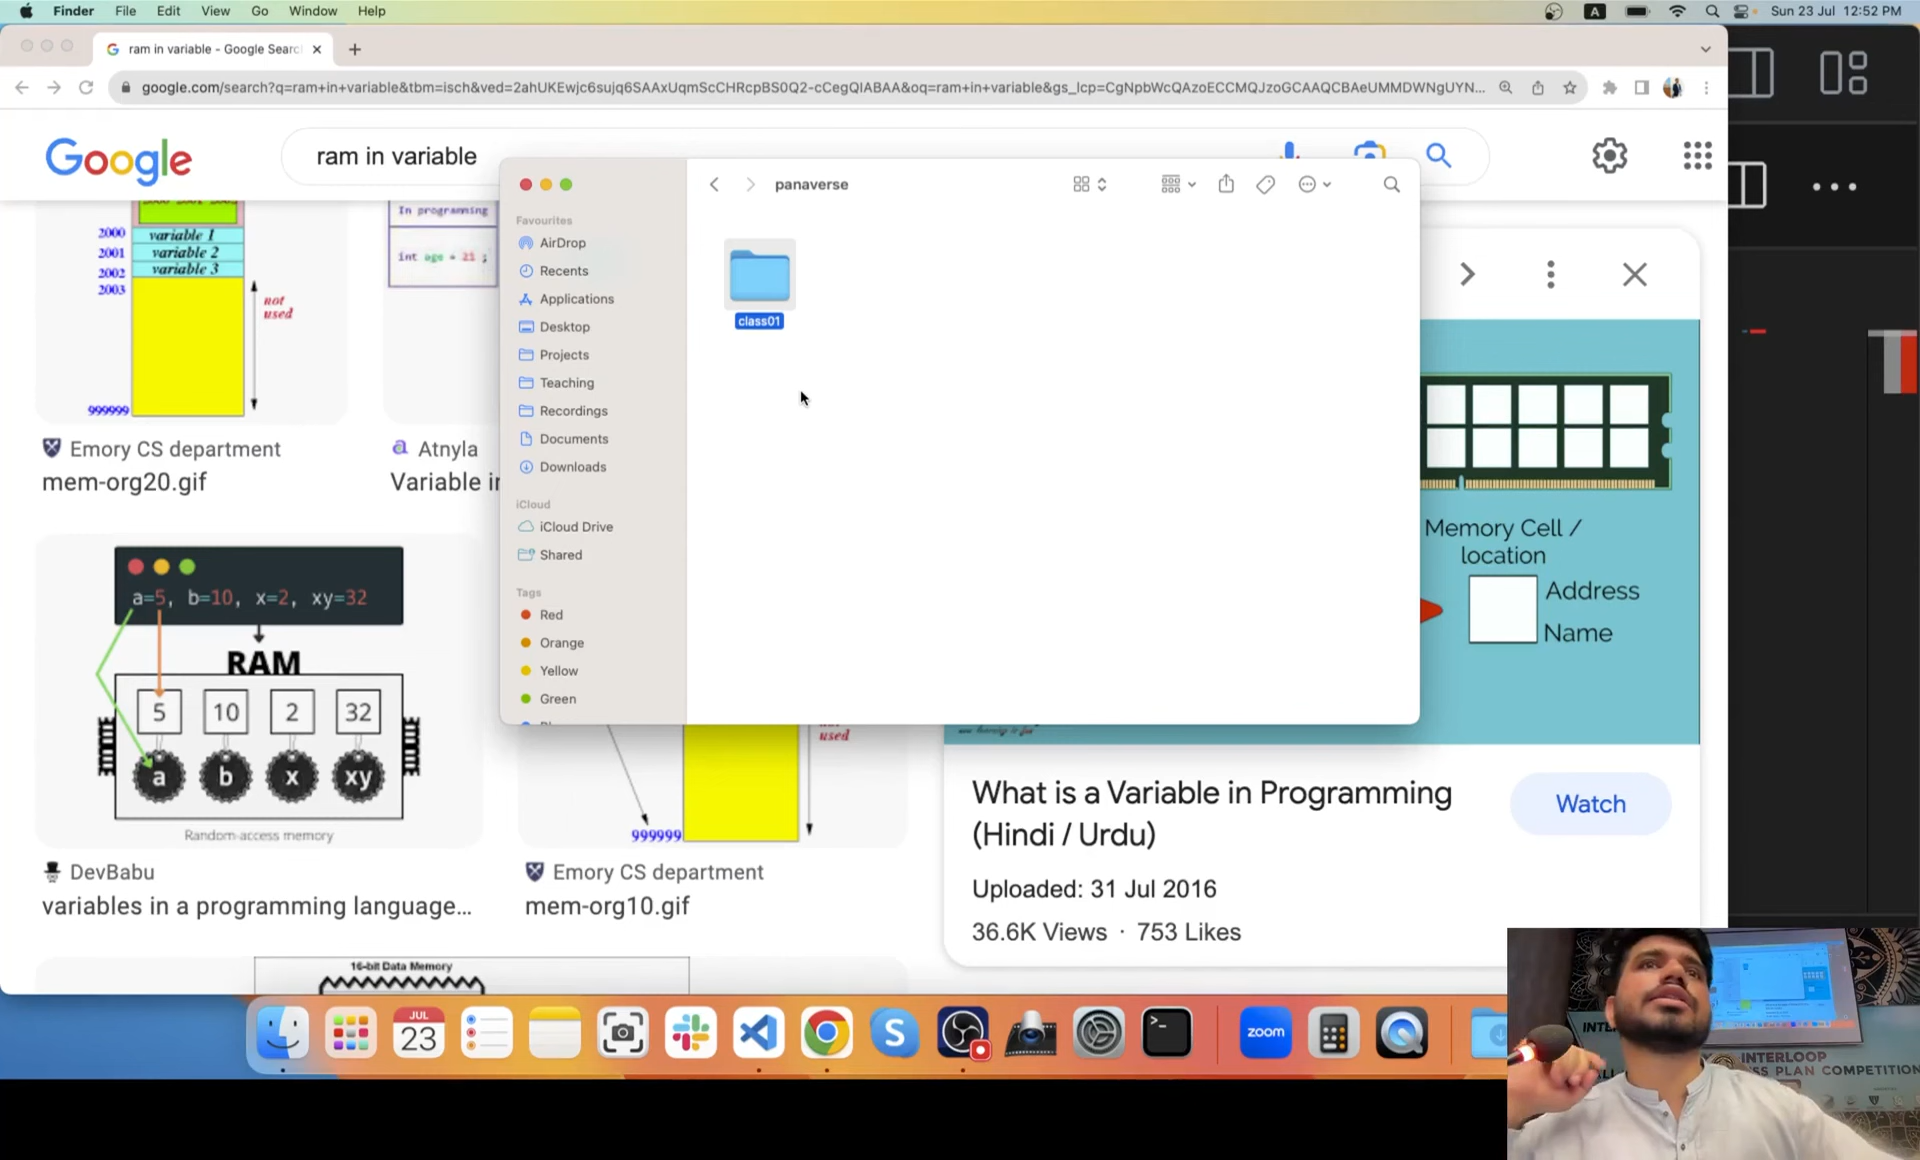 Finder File Edit View Go Window Help
A
Sun 23 Jul 12:52 PM
ram in variable - Google Searc
google.com/search?q=ram+in+variable&tbm=isch&ved=2ahUKEwjc6sujq6SAAxUqmScCHRcpBS0Q2-cCegQIABAA&oq=ram+in+variable&gs_lcp=CgNpbWcQAzoECCMQJzoGCAAQCBAeUMMDWNgUYN...
Google
ram in variable
panaverse
Favourites
AirDrop
Recents
Applications
Desktop
Projects
Teaching
Recordings
Documents
Downloads
iCloud
iCloud Drive
Shared
Tags
Red
Orange
Yellow
Green
class01
2000 variable 1
2001 variable 2
2002 variable 3
2003
not
used
999999
In programming
int age = 21 ;
Emory CS department
mem-org20.gif
a Atnyla
Variable in
a=5, b=10, x=2, xy=32
RAM
5 10 2 32
a b x xy
Random-access memory
DevBabu
variables in a programming language...
used
999999
Emory CS department
mem-org10.gif
16-bit Data Memory
Memory Cell /
location
Address
Name
What is a Variable in Programming
(Hindi / Urdu)
Watch
Uploaded: 31 Jul 2016
36.6K Views · 753 Likes
JUL
23
zoom
INTERLOOP
SS PLAN COMPETITION